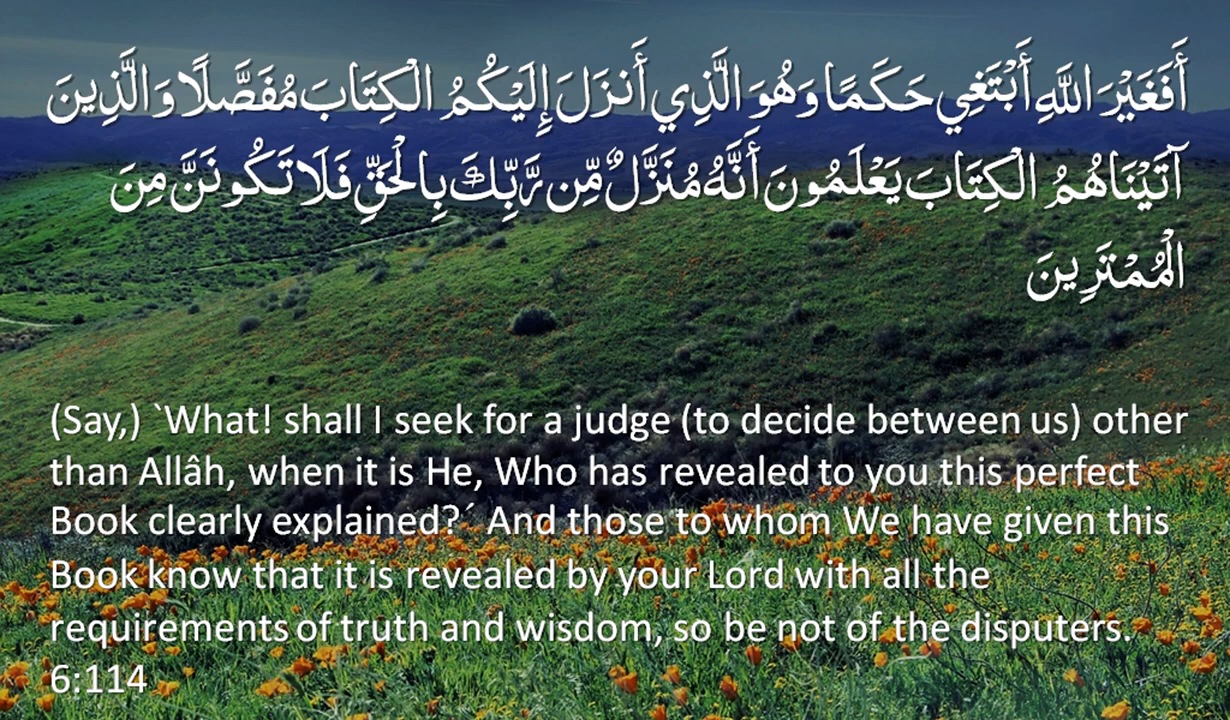 أَفَغَيْرَ اللَّهِ أَبْتَغِي حَكَمًا وَهُوَ الَّذِي أَنزَلَ إِلَيْكُمُ الْكِتَابَ مُفَصَّلًا وَالَّذِينَ
آتَيْنَاهُمُ الْكِتَابَ يَعْلَمُونَ أَنَّهُ مُنَزَّلٌ مِّن رَّبِّكَ بِالْحَقِّ فَلَا تَكُونَنَّ مِنَ
الْمُمْتَرِينَ
(Say,) `What! shall I seek for a judge (to decide between us) other
than Allâh, when it is He, Who has revealed to you this perfect
Book clearly explained?´ And those to whom We have given this
Book know that it is revealed by your Lord with all the
requirements of truth and wisdom, so be not of the disputers.
6:114